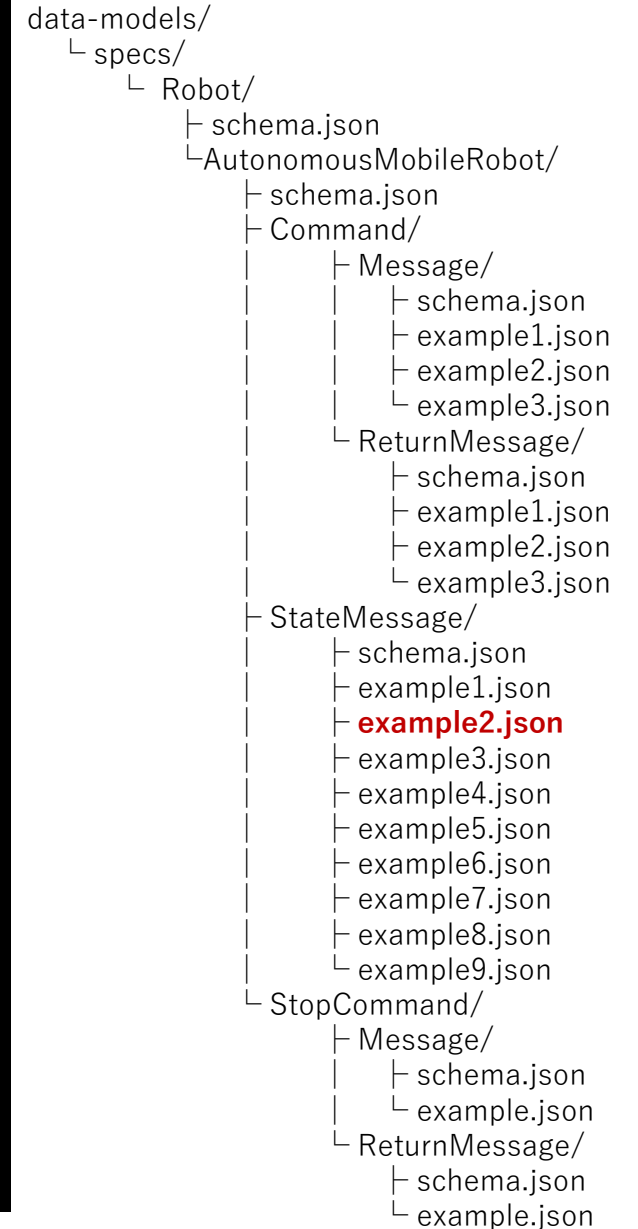 data-models/
└ specs/
└ Robot/
├ schema.json
└AutonomousMobileRobot/
├ schema.json
├ Command/
│ ├ Message/
│ │ ├ schema.json
│ │ ├ example1.json
│ │ ├ example2.json
│ │ └ example3.json
│ └ ReturnMessage/
│ ├ schema.json
│ ├ example1.json
│ ├ example2.json
│ └ example3.json
├ StateMessage/
│ ├ schema.json
│ ├ example1.json
│ ├ example2.json
│ ├ example3.json
│ ├ example4.json
│ ├ example5.json
│ ├ example6.json
│ ├ example7.json
│ ├ example8.json
│ └ example9.json
└ StopCommand/
├ Message/
│ ├ schema.json
│ └ example.json
└ ReturnMessage/
├ schema.json
└ example.json